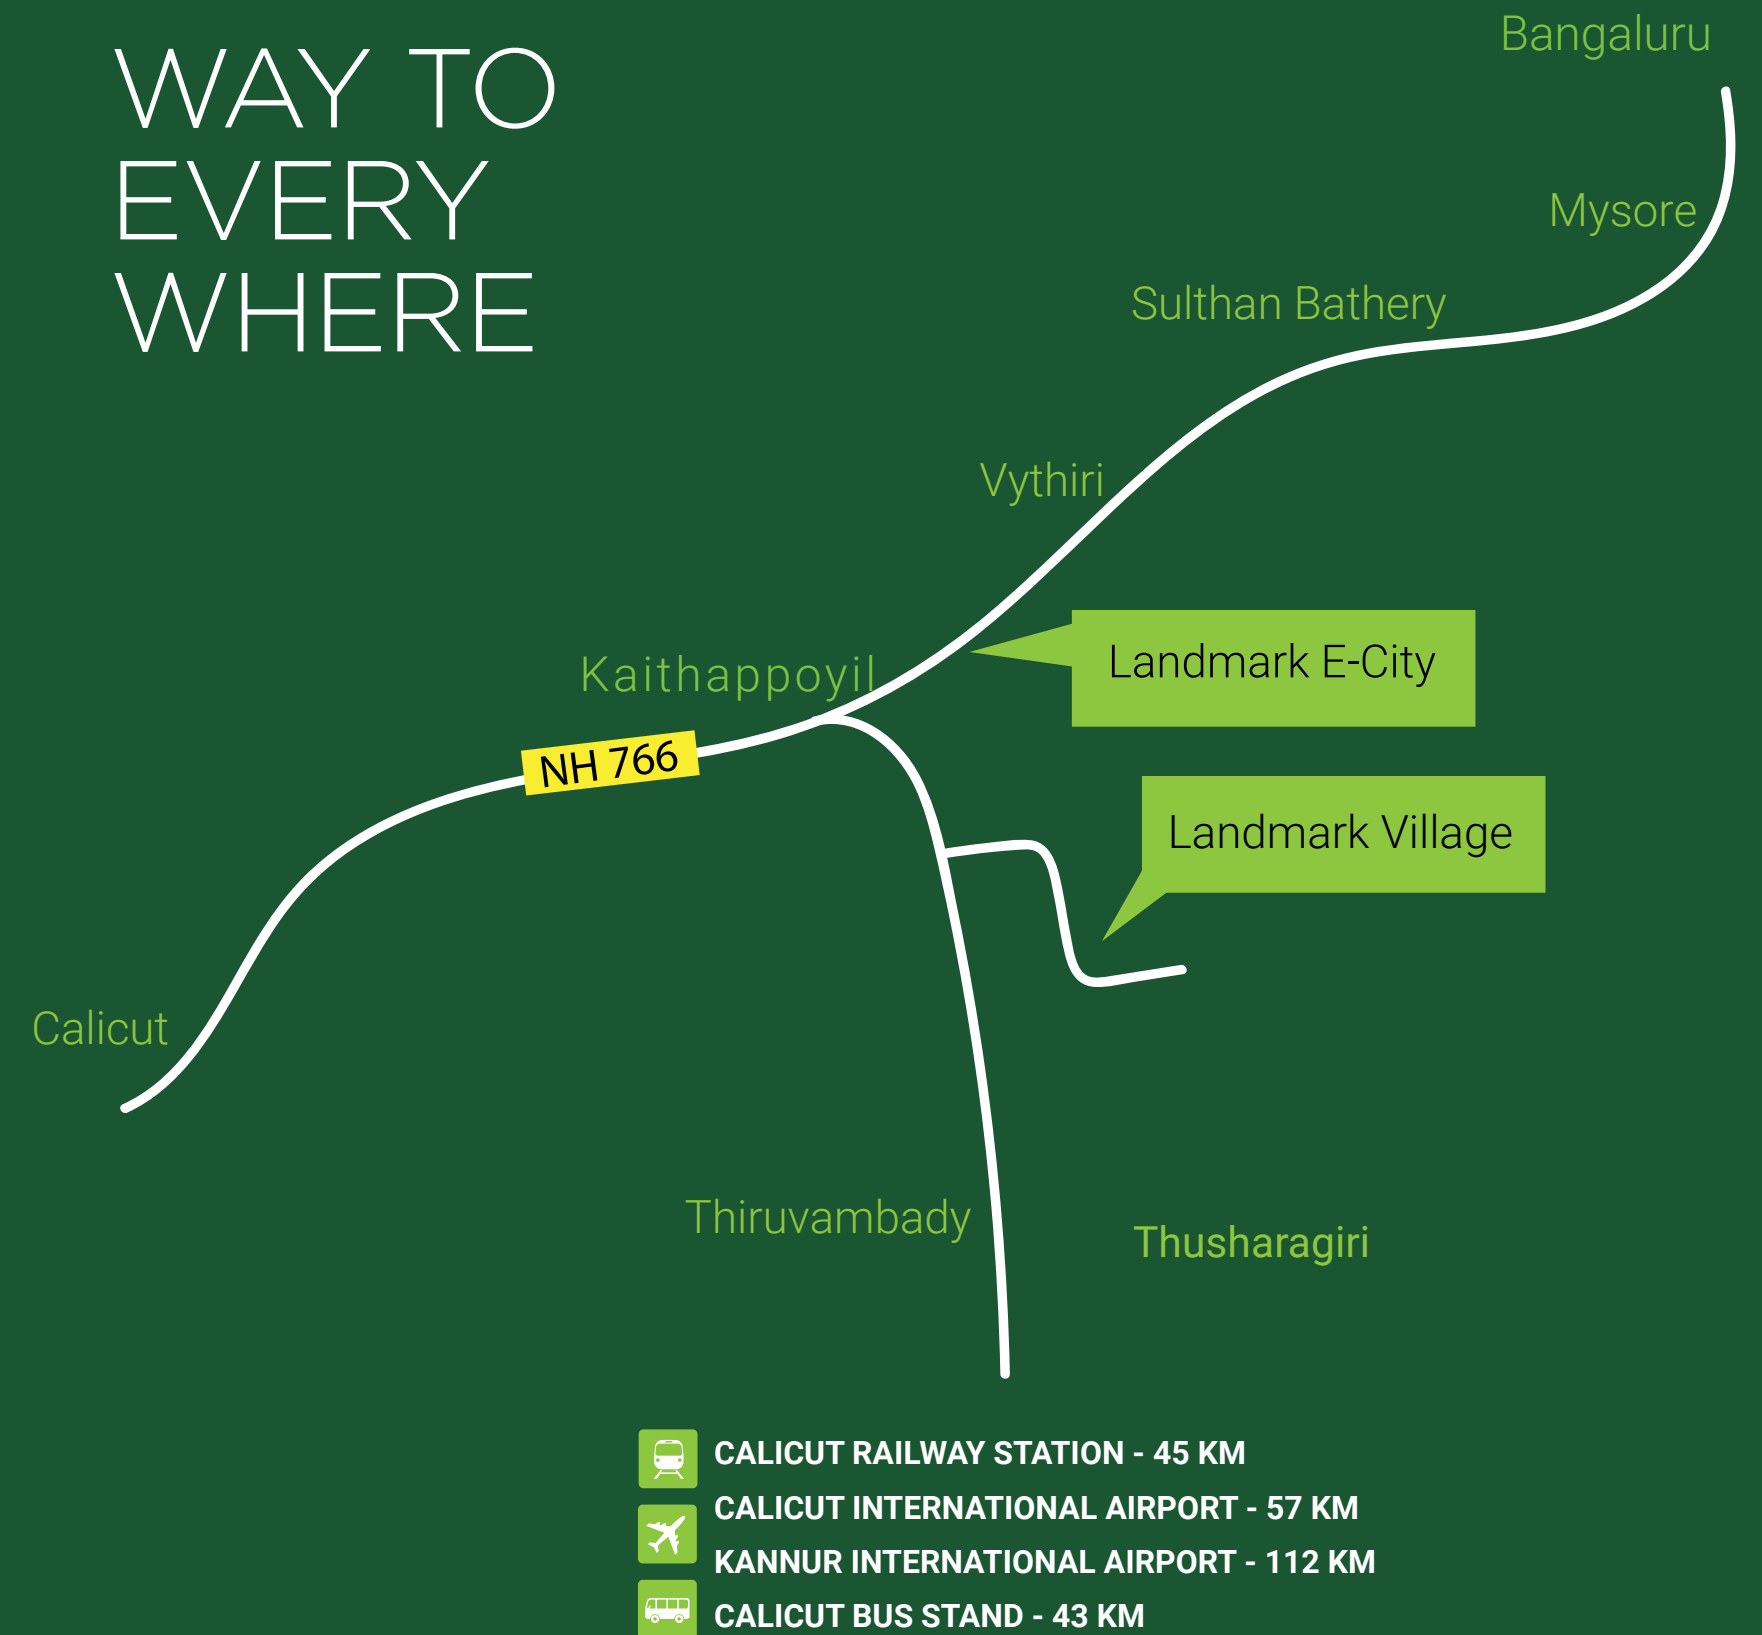 WAY TO
EVERY
WHERE
Bangaluru
Mysore
Sulthan Bathery
Vythiri
Landmark E-City
Kaithappoyil
NH 766
Landmark Village
Calicut
Thiruvambady
Thusharagiri
CALICUT RAILWAY STATION - 45 KM
CALICUT INTERNATIONAL AIRPORT - 57 KM
KANNUR INTERNATIONAL AIRPORT - 112 KM
CALICUT BUS STAND - 43 KM